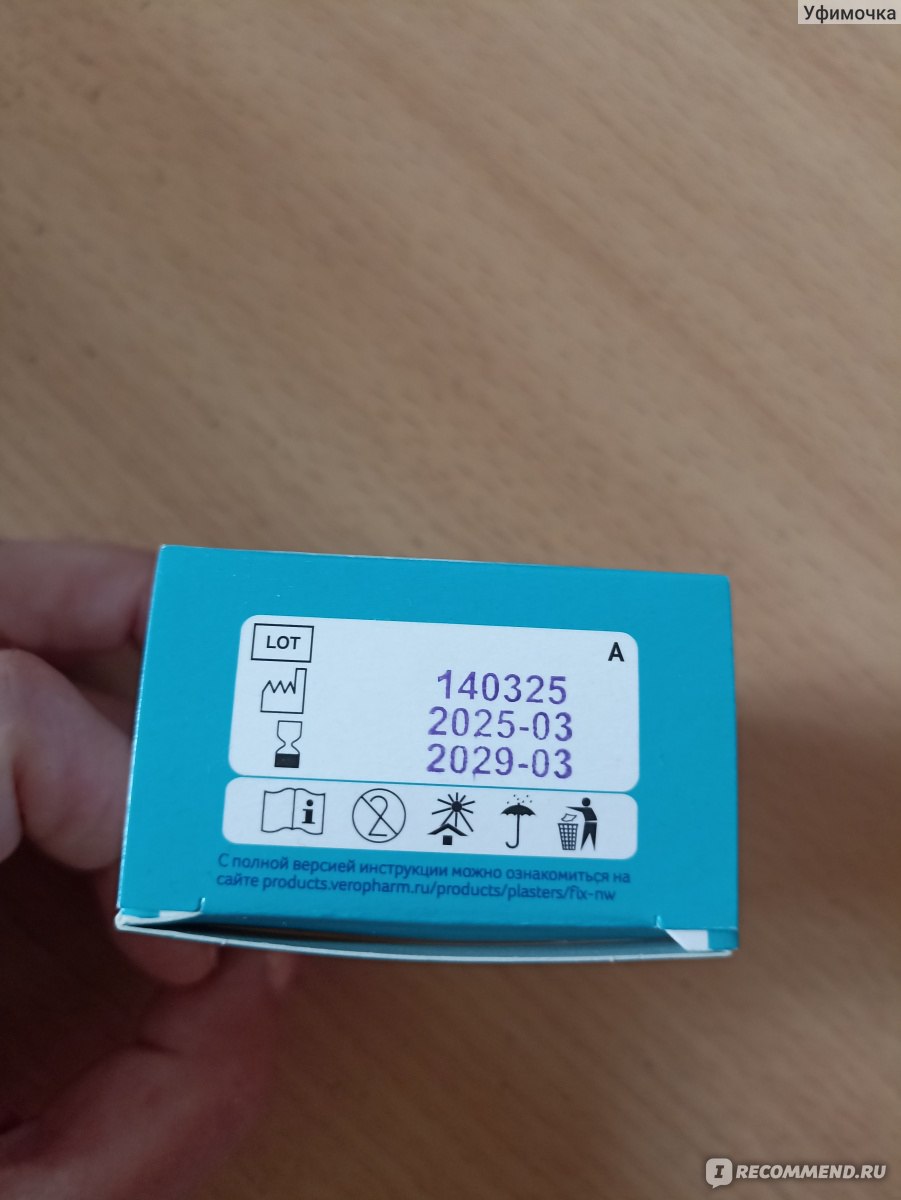 Уфимочка
LOT
A
140325
2025-03
2029-03
i
2
С полной версией инструкции можно ознакомиться на
сайте products.veropharm.ru/products/plasters/fix-nw
I RECOMMEND.RU